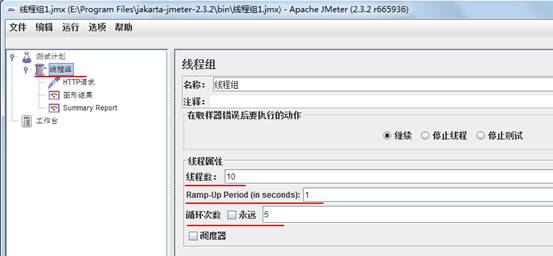 线程组1.jmx (E:\Program Files\jakarta-jmeter-2.3.2\bin\线程组1.jmx) - Apache JMeter (2.3.2 r665936)
文件 编辑 运行 选项 帮助
测试计划
线程组
HTTP请求
图形结果
Summary Report
工作台
线程组
名称: 线程组
注释:
在取样器错误后要执行的动作
继续 停止线程 停止测试
线程属性
线程数: 10
Ramp-Up Period (in seconds): 1
循环次数 永远 5
调度器